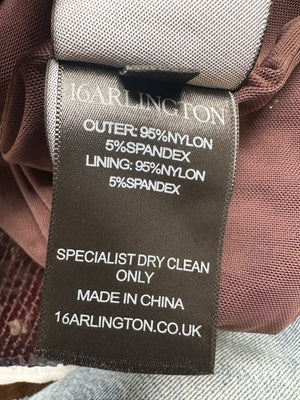 16ARLINGTON
OUTER: 95%NYLON
5%SPANDEX
LINING: 95%NYLON
5%SPANDEX
SPECIALIST DRY CLEAN
ONLY
MADE IN CHINA
16ARLINGTON.CO.UK